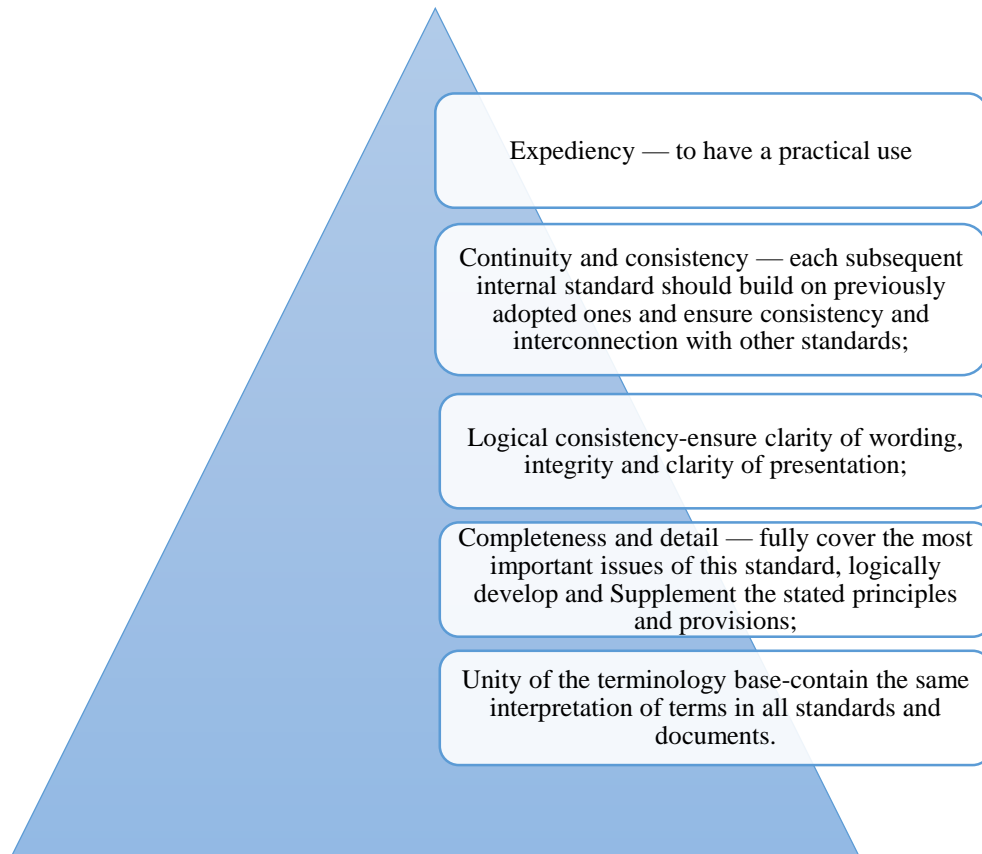 Expediency — to have a practical use
Continuity and consistency — each subsequent
internal standard should build on previously
adopted ones and ensure consistency and
interconnection with other standards;
Logical consistency-ensure clarity of wording,
integrity and clarity of presentation;
Completeness and detail — fully cover the most
important issues of this standard, logically
develop and Supplement the stated principles
and provisions;
Unity of the terminology base-contain the same
interpretation of terms in all standards and
documents.